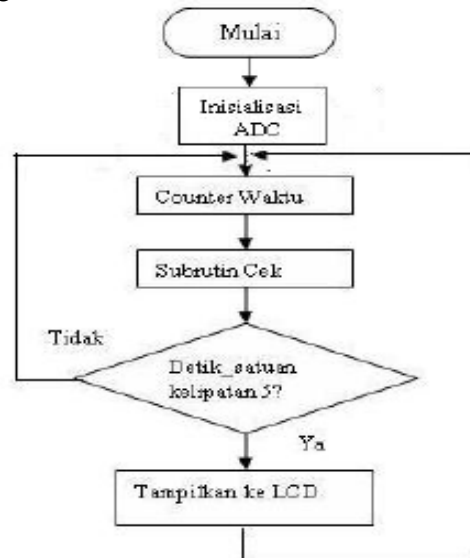 Mulai
Inisialisasi
ADC
Counter Waktu
Subrutin Cek
Tidak
Detik_satuan
kelipatan 5?
Ya
Tampilkan ke LCD